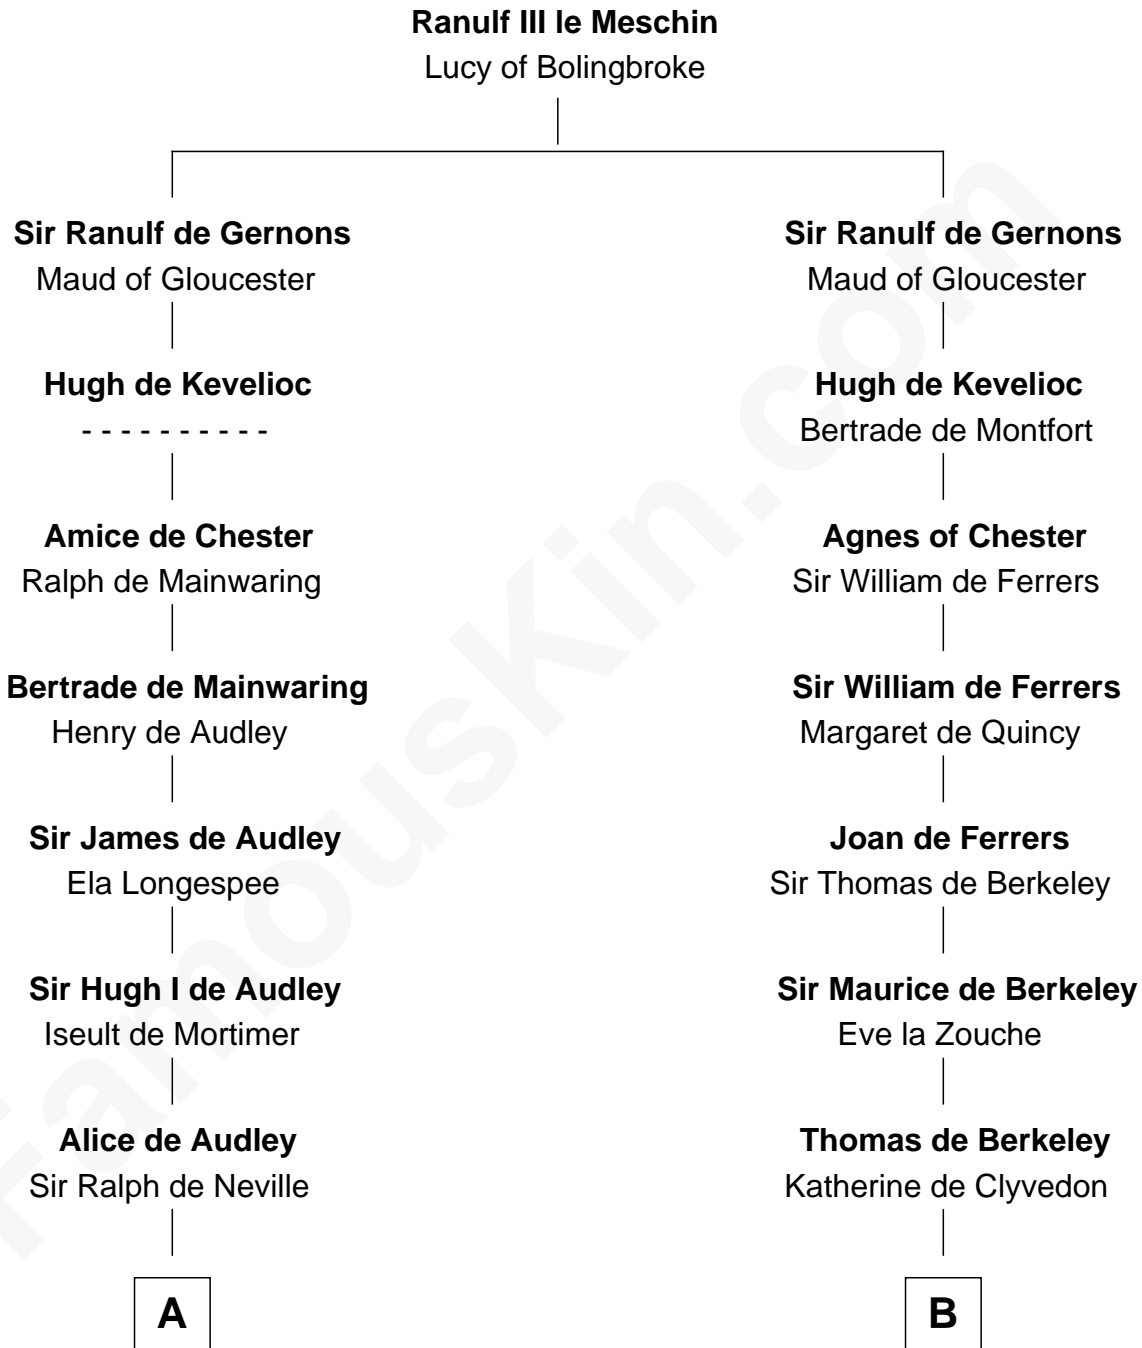 Ranulf III le Meschin
Lucy of Bolingbroke
Sir Ranulf de Gernons
Maud of Gloucester
Hugh de Kevelioc
- - - - - - - - - -
Amice de Chester
Ralph de Mainwaring
Bertrade de Mainwaring
Henry de Audley
Sir James de Audley
Ela Longespee
Sir Hugh I de Audley
Iseult de Mortimer
Alice de Audley
Sir Ralph de Neville
A
Sir Ranulf de Gernons
Maud of Gloucester
Hugh de Kevelioc
Bertrade de Montfort
Agnes of Chester
Sir William de Ferrers
Sir William de Ferrers
Margaret de Quincy
Joan de Ferrers
Sir Thomas de Berkeley
Sir Maurice de Berkeley
Eve la Zouche
Thomas de Berkeley
Katherine de Clyvedon
B
FamousKin.com